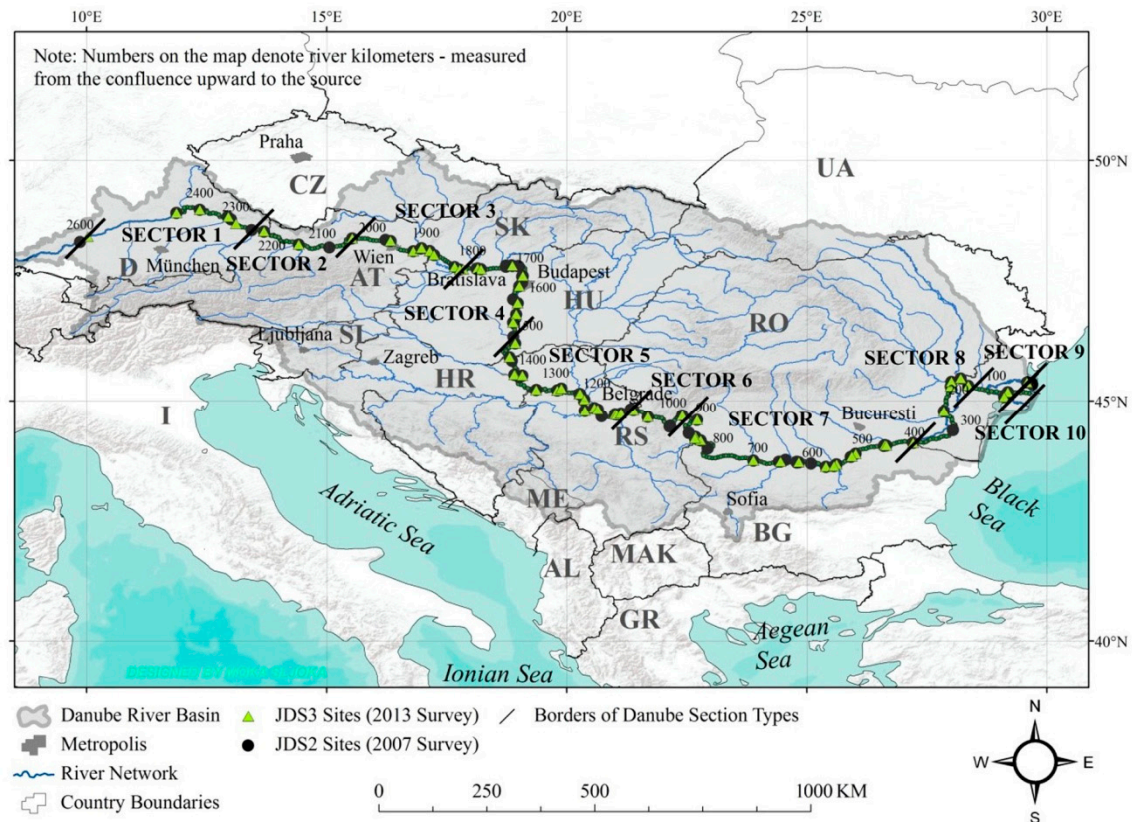 10°E 15°E 20°E 25°E 30°E
Note: Numbers on the map denote river kilometers - measured
from the confluence upward to the source
Praha
50°N
UA
CZ
2400
2300
2600
SECTOR 3
SK
SECTOR 1
2200
2100
2000
1900
D
München
SECTOR 2
Wien
AT
1800
Bratislava
1700
Budapest
1600
HU
SECTOR 4
RO
Ljubljana
SI
Zagreb
1400
SECTOR 5
SECTOR 8
SECTOR 9
HR
1300
1200
Belgrade
SECTOR 6
1000
900
SECTOR 7
Bucuresti
45°N
I
RS
800
700
600
500
400
300
SECTOR 10
Adriatic Sea
ME
Sofia
BG
Black
Sea
AL
MAK
GR
Aegean
Sea
40°N
Ionian Sea
Danube River Basin
JDS3 Sites (2013 Survey)
Borders of Danube Section Types
Metropolis
JDS2 Sites (2007 Survey)
River Network
Country Boundaries
0 250 500 1000 KM
N
W E
S